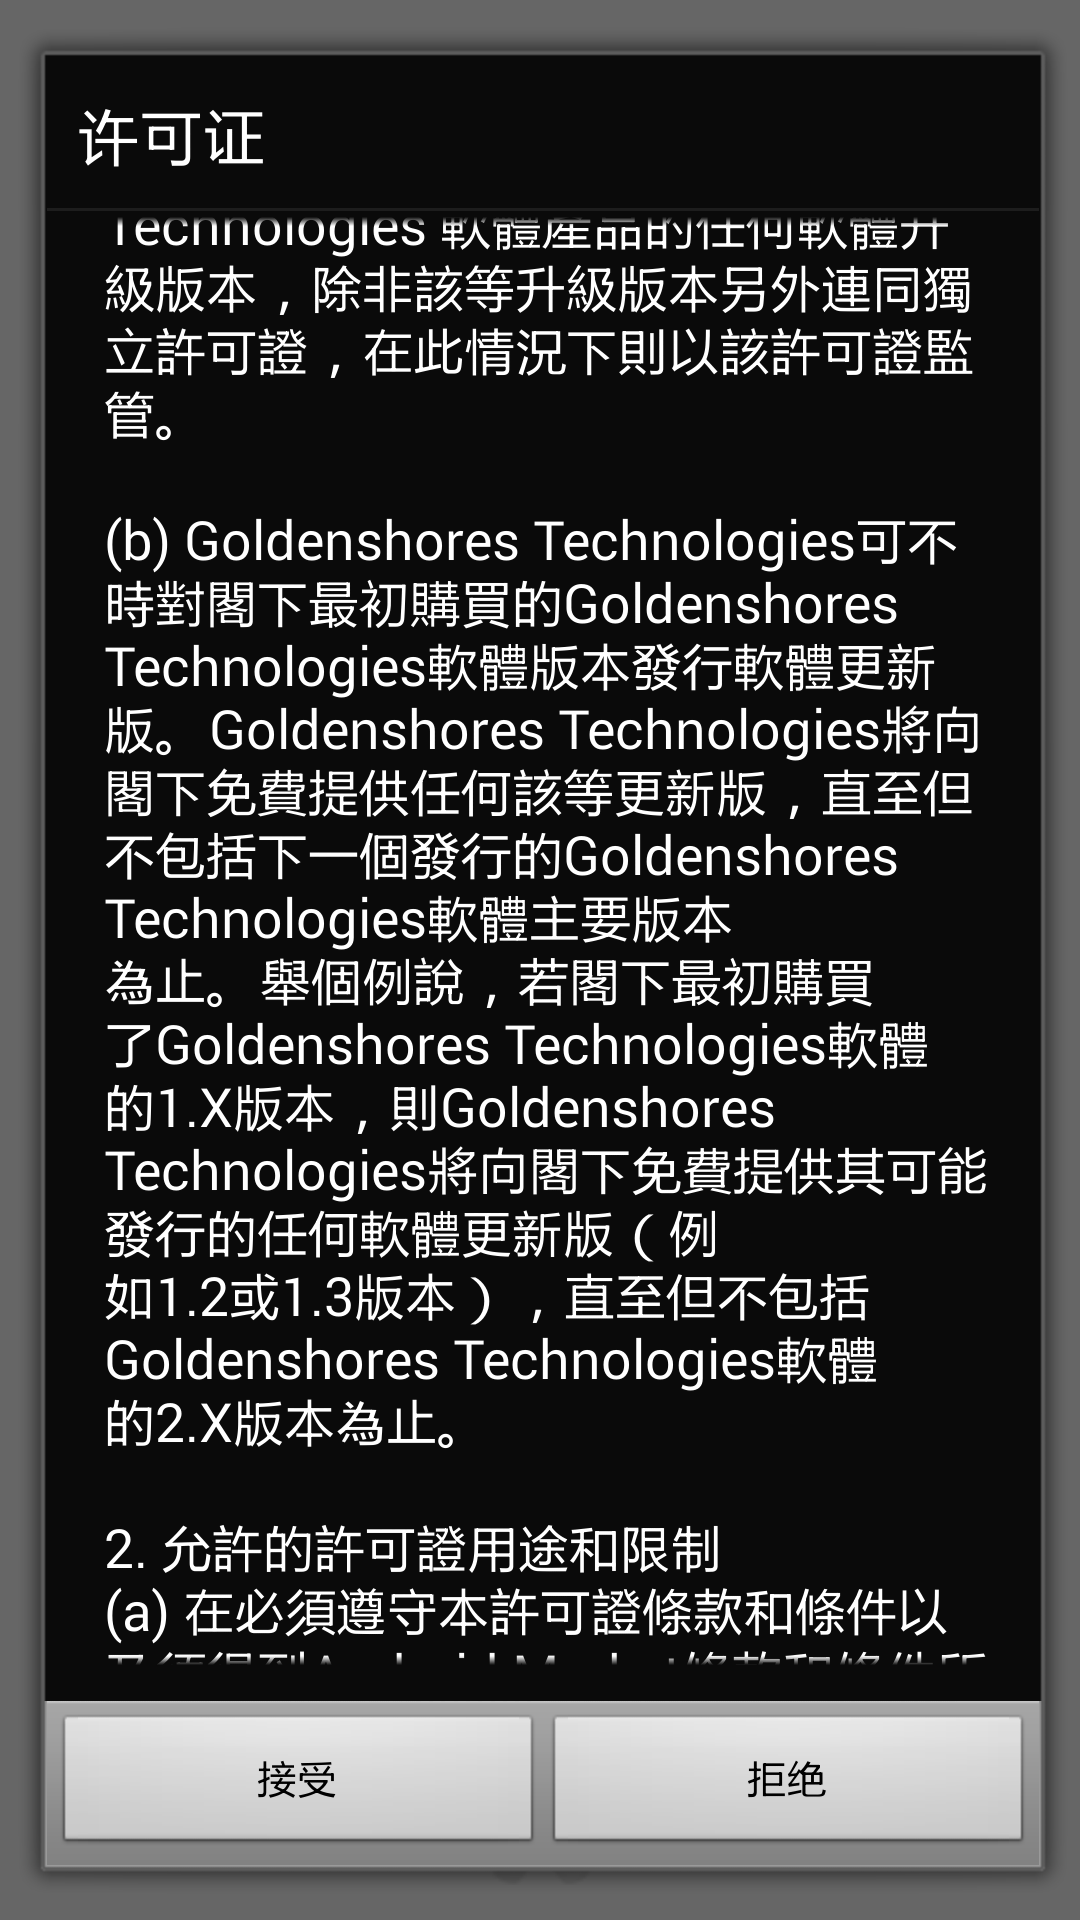 许可证
Technologies 軟體產品的任何軟體升
級版本，除非該等升級版本另外連同獨
立許可證，在此情況下則以該許可證監
管。
(b) Goldenshores Technologies可不
時對閣下最初購買的Goldenshores
Technologies軟體版本發行軟體更新
版。Goldenshores Technologies將向
閣下免費提供任何該等更新版，直至但
不包括下一個發行的Goldenshores
Technologies軟體主要版本
為止。舉個例說，若閣下最初購買
了Goldenshores Technologies軟體
的1.X版本，則Goldenshores
Technologies將向閣下免費提供其可能
發行的任何軟體更新版（例
如1.2或1.3版本），直至但不包括
Goldenshores Technologies軟體
的2.X版本為止。
2. 允許的許可證用途和限制
(a) 在必須遵守本許可證條款和條件以
接受
拒绝